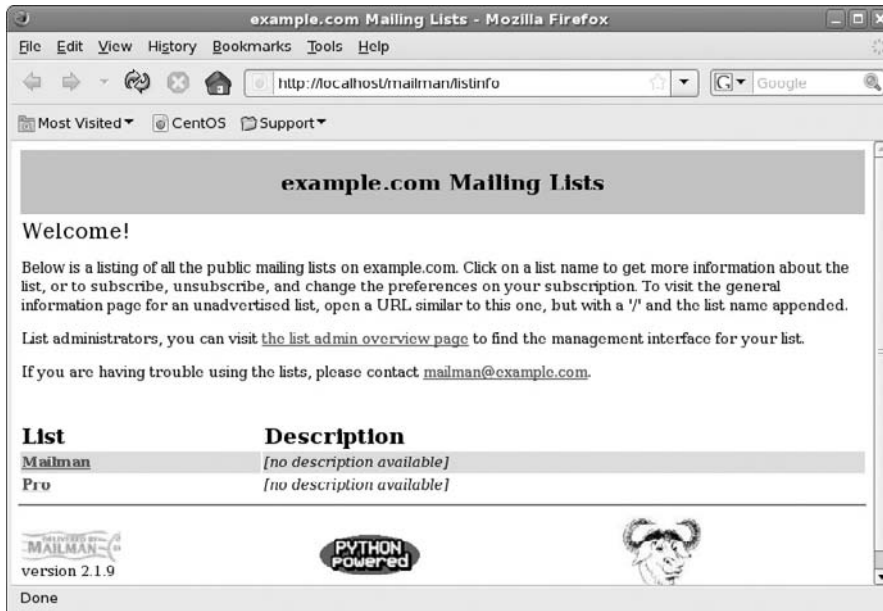 example.com Mailing Lists - Mozilla Firefox
File Edit View History Bookmarks Tools Help
http://localhost/mailman/listinfo
G Google
Most Visited CentOS Support
example.com Mailing Lists
Welcome!
Below is a listing of all the public mailing lists on example.com. Click on a list name to get more information about the
list, or to subscribe, unsubscribe, and change the preferences on your subscription. To visit the general
information page for an unadvertised list, open a URL similar to this one, but with a '/' and the list name appended.
List administrators, you can visit the list admin overview page to find the management interface for your list.
If you are having trouble using the lists, please contact mailman@example.com.
List Description
Mailman [no description available]
Pro [no description available]
DELIVERED BY
MAILMAN
PYTHON
Powered
version 2.1.9
Done